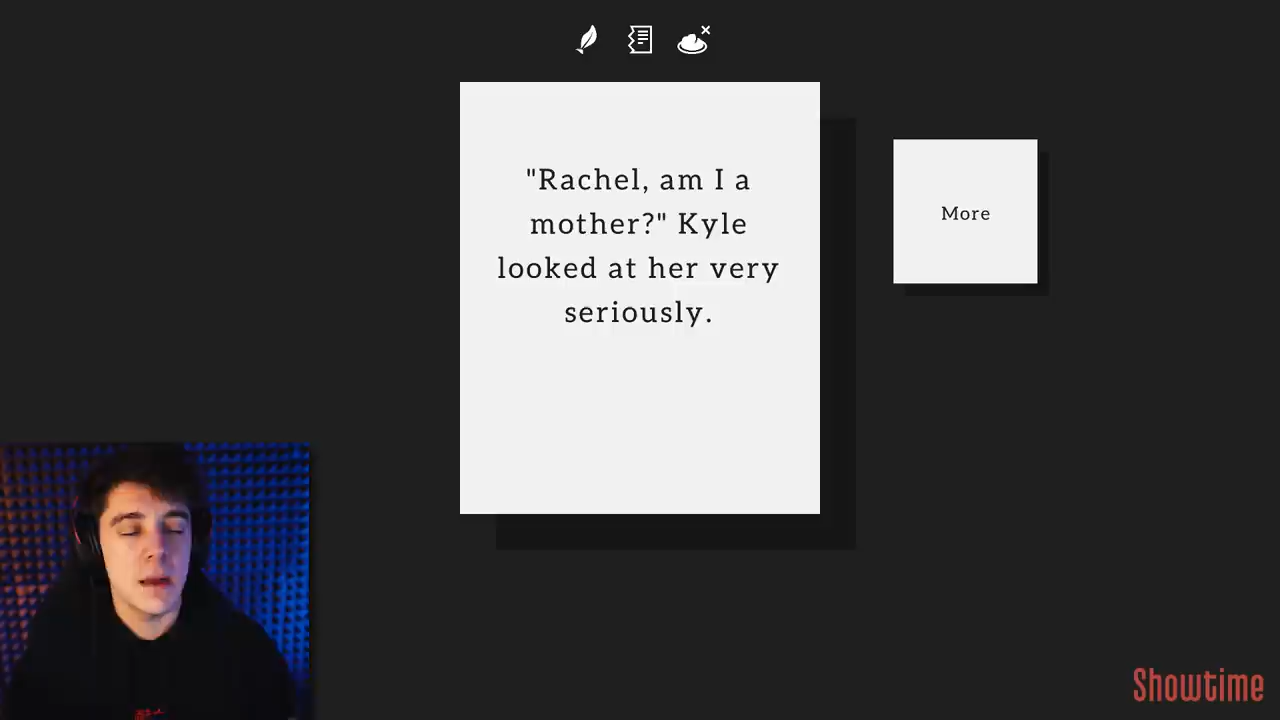 "Rachel, am I a
mother?" Kyle
looked at her very
seriously.
More
Showtime